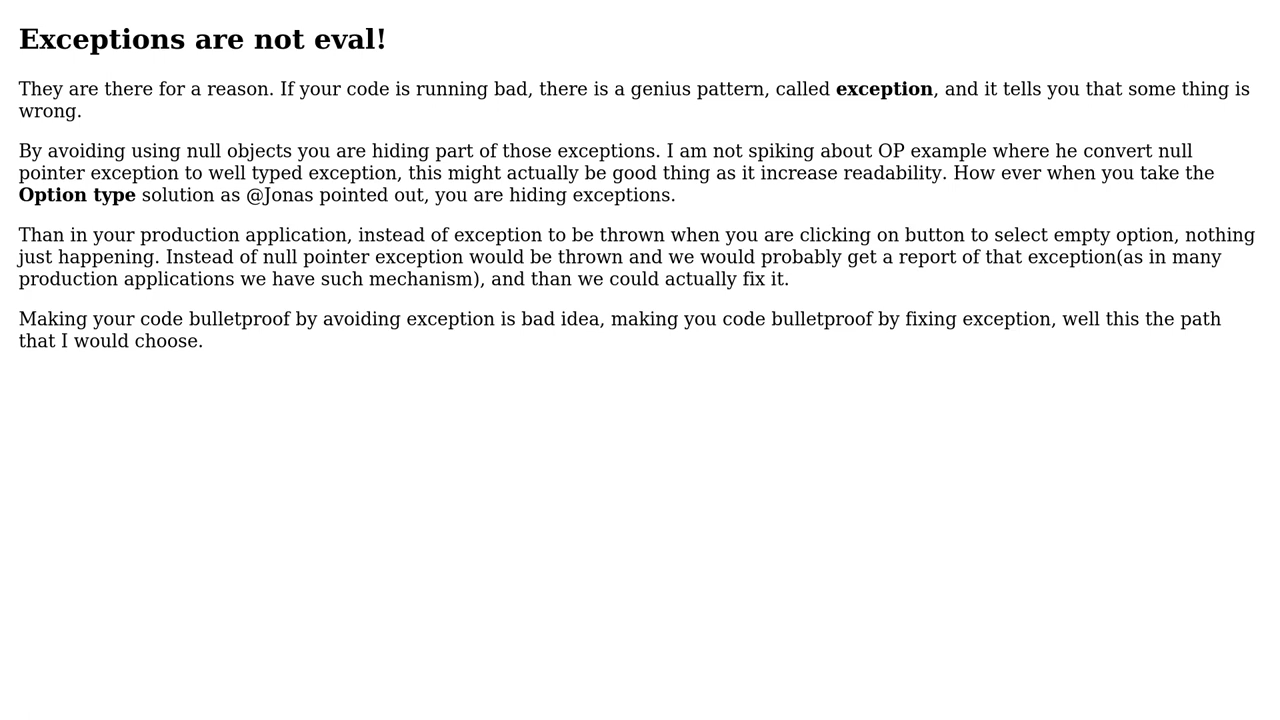 Exceptions are not eval!
They are there for a reason. If your code is running bad, there is a genius pattern, called exception, and it tells you that some thing is
wrong.
By avoiding using null objects you are hiding part of those exceptions. I am not spiking about OP example where he convert null
pointer exception to well typed exception, this might actually be good thing as it increase readability. How ever when you take the
Option type solution as @Jonas pointed out, you are hiding exceptions.
Than in your production application, instead of exception to be thrown when you are clicking on button to select empty option, nothing
just happening. Instead of null pointer exception would be thrown and we would probably get a report of that exception(as in many
production applications we have such mechanism), and than we could actually fix it.
Making your code bulletproof by avoiding exception is bad idea, making you code bulletproof by fixing exception, well this the path
that I would choose.